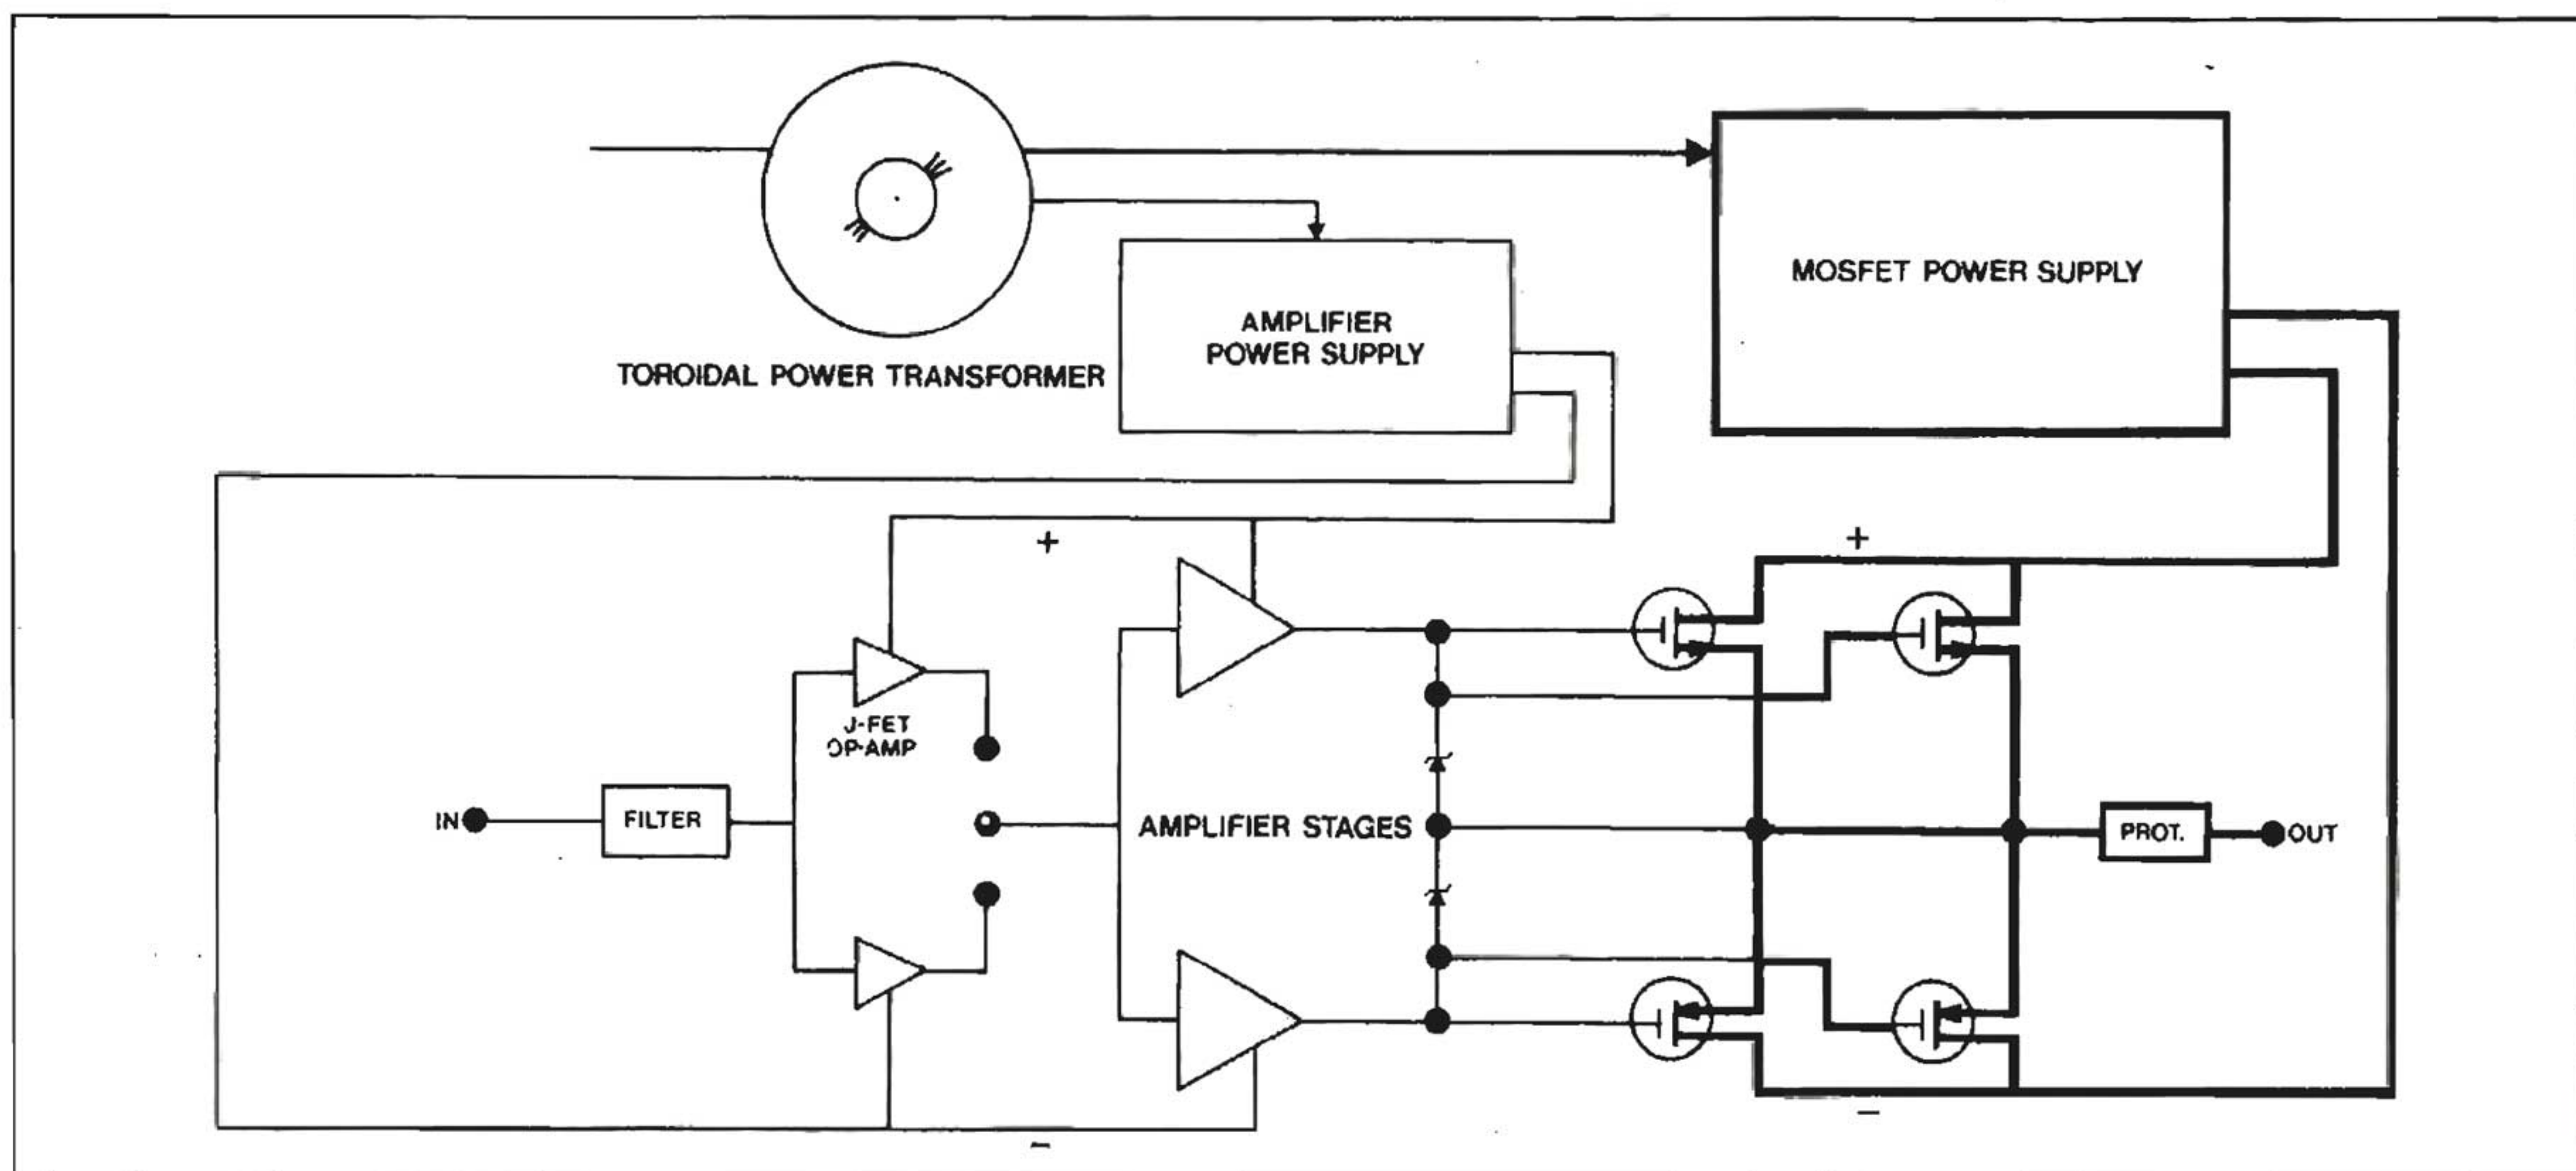 MOSFET POWER SUPPLY
AMPLIFIER
POWER SUPPLY
TOROIDAL POWER TRANSFORMER
+
+
J-FET
OP-AMP
IN
FILTER
AMPLIFIER STAGES
PROT.
OUT
−
−